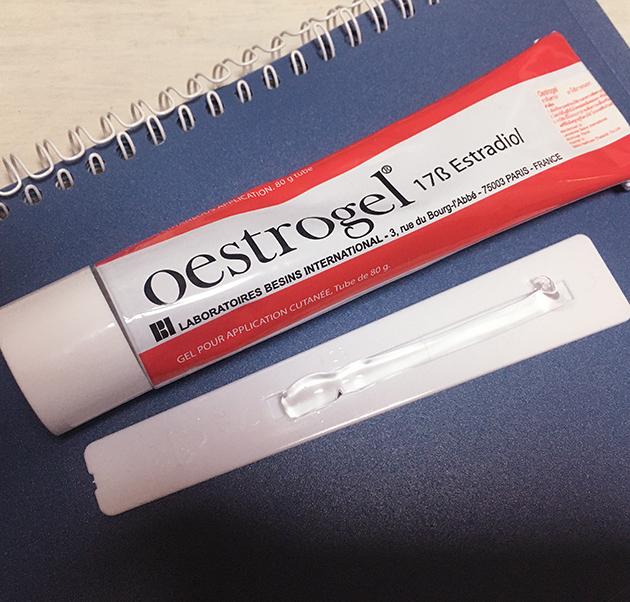 APPLICATION. 80 g tube
oestrogel® 17ß Estradiol
LABORATOIRES BESINS INTERNATIONAL - 3, rue du Bourg-l'Abbé - 75003 PARIS - FRANCE
GEL POUR APPLICATION CUTANÉE, Tube de 80 g.
Oestrogel